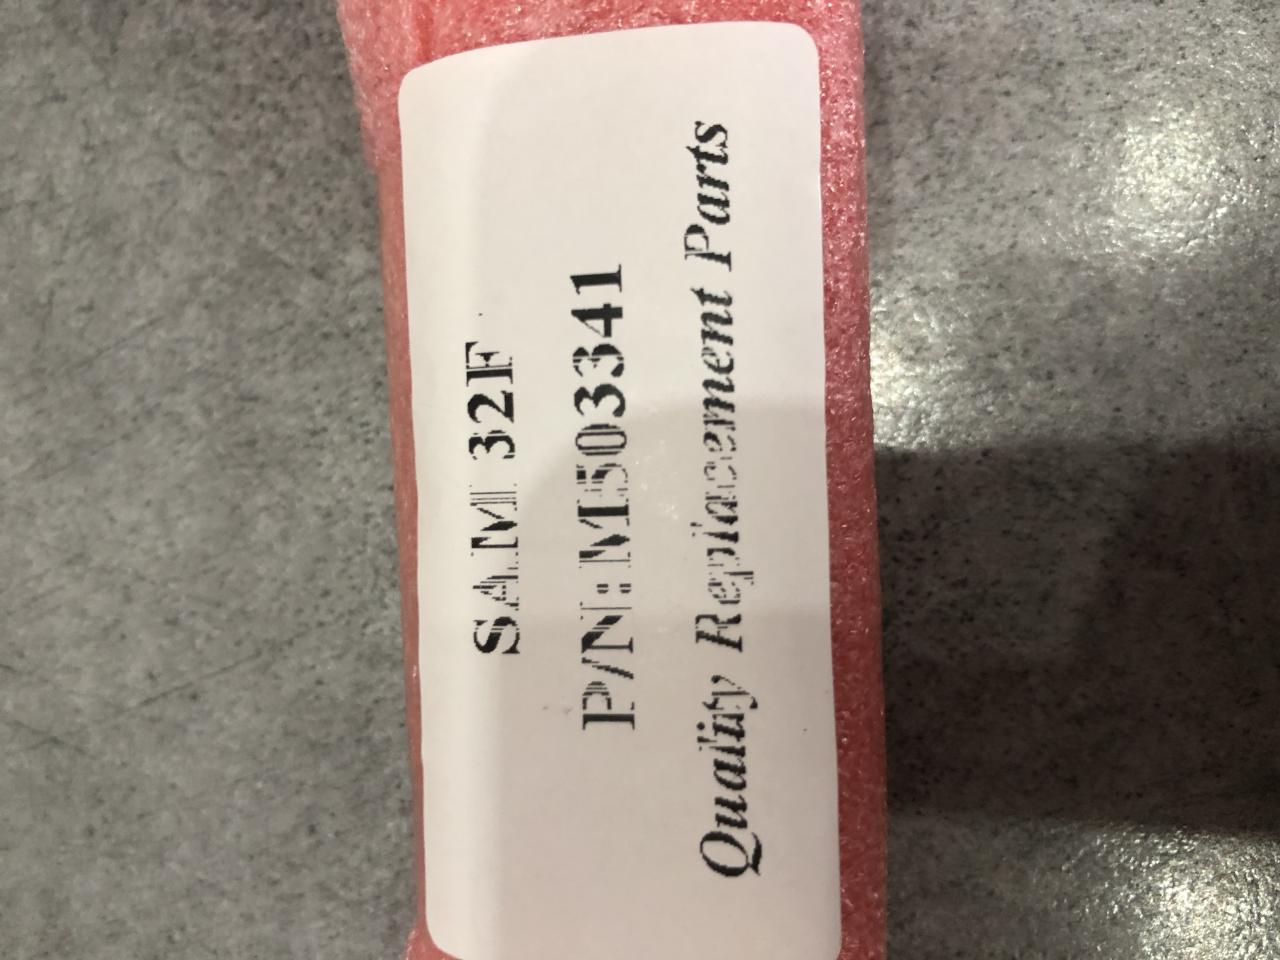 SAM 32F
P/N: M503341
Quality Replacement Parts